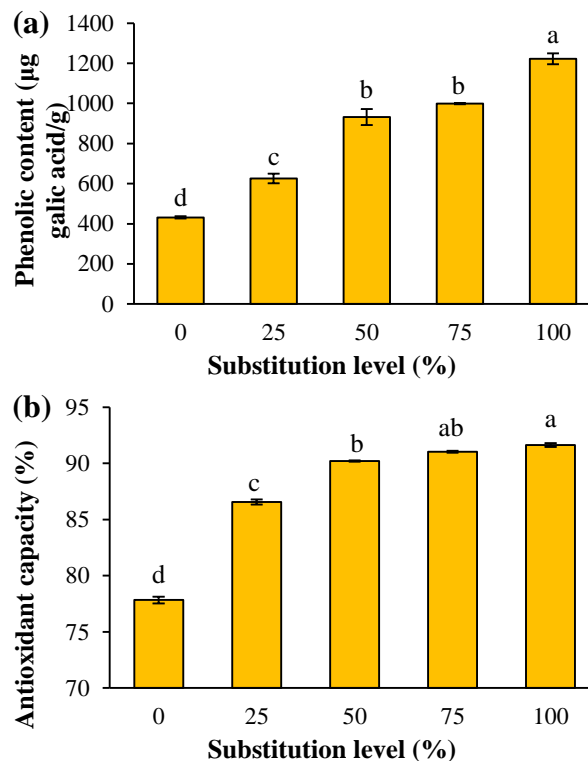 (a)
Phenolic content (µg
galic acid/g)
1400
1200
1000
800
600
400
200
0
d
c
b
b
a
0 25 50 75 100
Substitution level (%)
(b)
Antioxidant capacity (%)
95
90
85
80
75
70
d
c
b
ab
a
0 25 50 75 100
Substitution level (%)